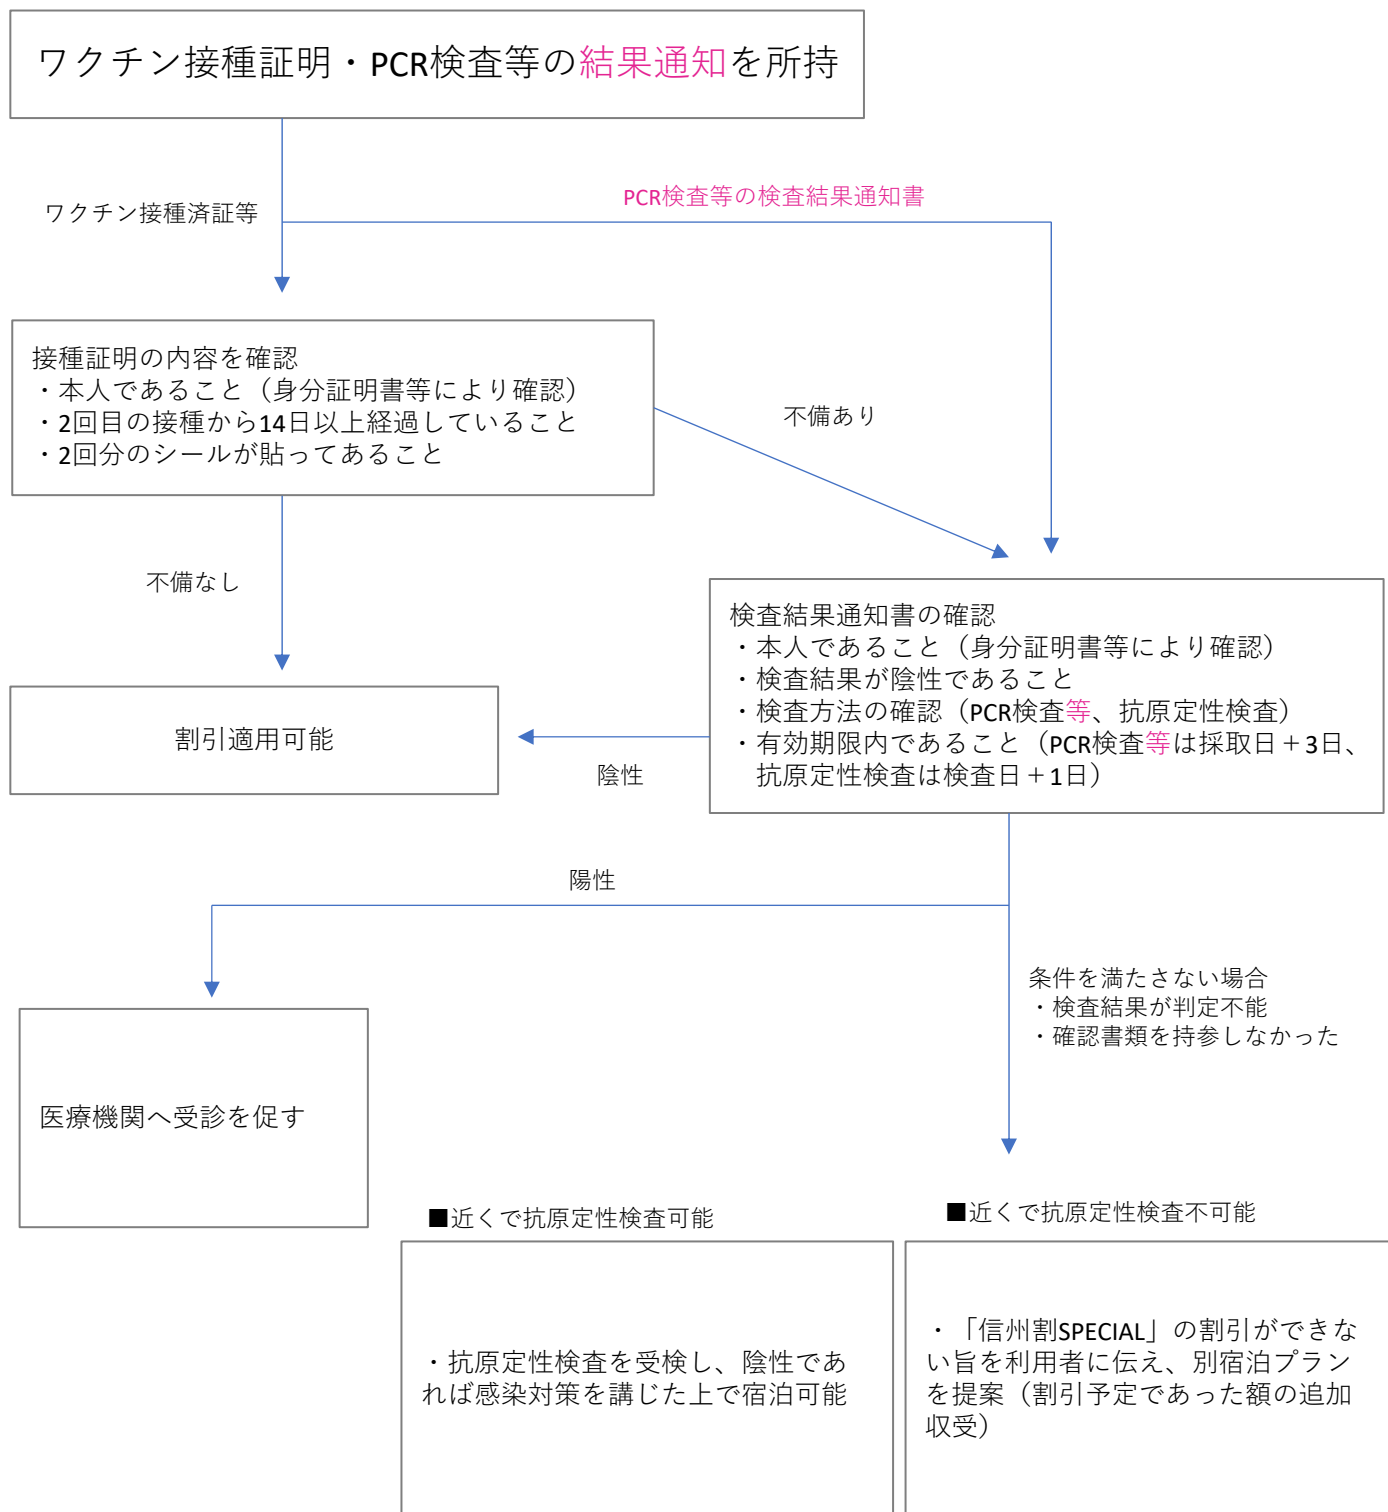 ワクチン接種証明・PCR検査等の結果通知を所持
PCR検査等の検査結果通知書
ワクチン接種済証等
接種証明の内容を確認
・本人であること（身分証明書等により確認）
・2回目の接種から14日以上経過していること
・2回分のシールが貼ってあること
不備あり
不備なし
検査結果通知書の確認
・本人であること（身分証明書等により確認）
・検査結果が陰性であること
・検査方法の確認（PCR検査等、抗原定性検査）
・有効期限内であること（PCR検査等は採取日＋3日、
抗原定性検査は検査日＋1日）
割引適用可能
陰性
陽性
条件を満たさない場合
・検査結果が判定不能
・確認書類を持参しなかった
医療機関へ受診を促す
■近くで抗原定性検査可能
■近くで抗原定性検査不可能
・抗原定性検査を受検し、陰性であ
れば感染対策を講じた上で宿泊可能
・「信州割SPECIAL」の割引ができな
い旨を利用者に伝え、別宿泊プラン
を提案（割引予定であった額の追加
収受）